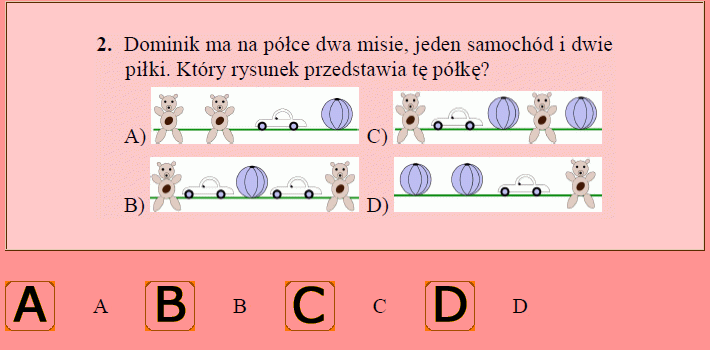 2. Dominik ma na półce dwa misie, jeden samochód i dwie
piłki. Który rysunek przedstawia tę półkę?
A)
C)
B)
D)
A A B B C C D D